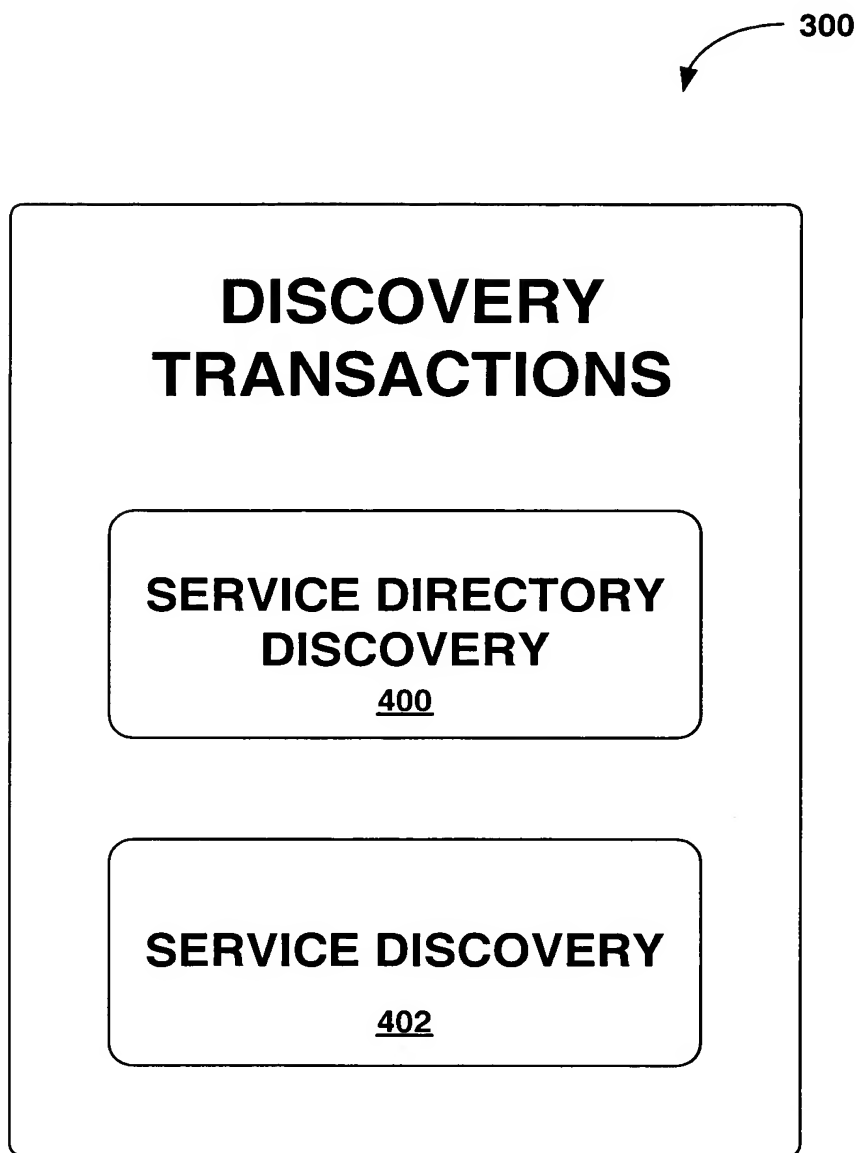 300
DISCOVERY
TRANSACTIONS
SERVICE DIRECTORY
DISCOVERY
400
SERVICE DISCOVERY
402